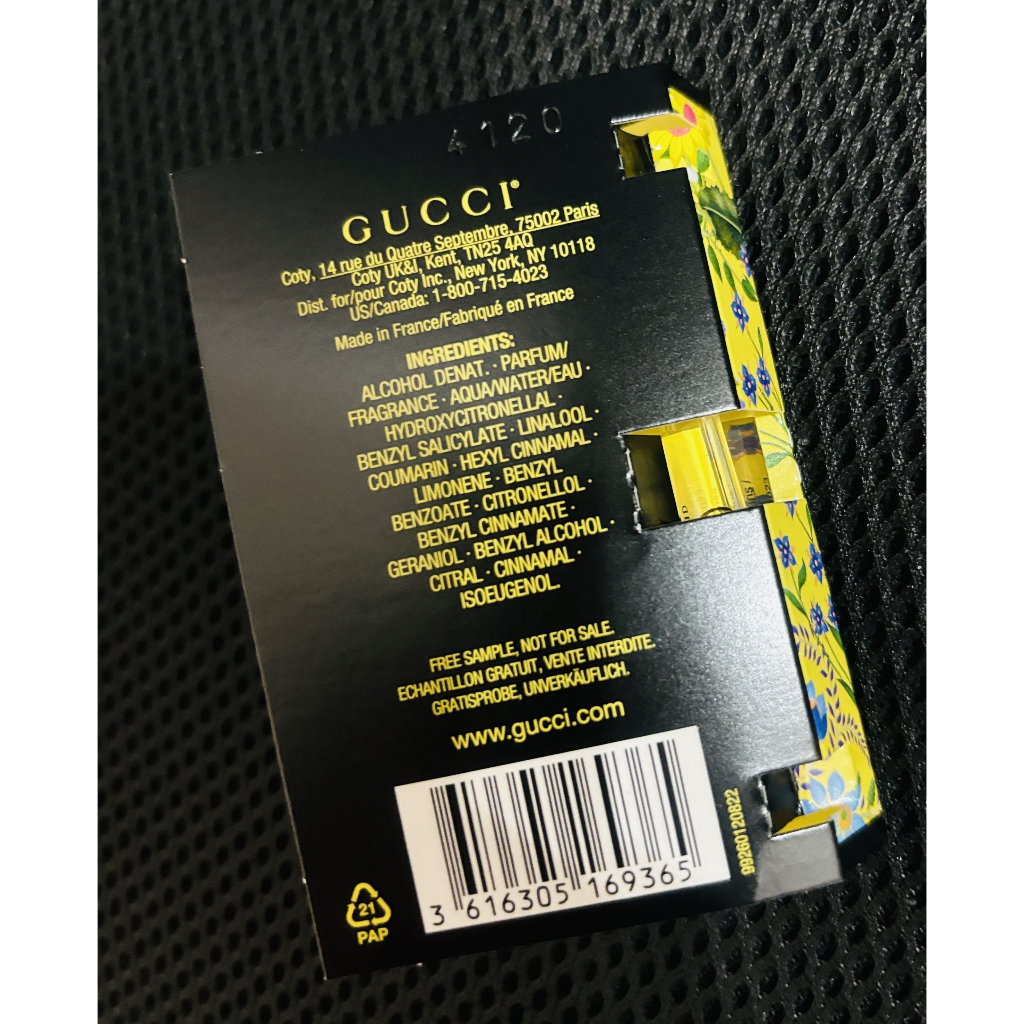 4120
GUCCI®
Coty, 14 rue du Quatre Septembre, 75002 Paris
Coty UK&I, Kent, TN25 4AQ
Dist. for/pour Coty Inc., New York, NY 10118
US/Canada: 1-800-715-4023
Made in France/Fabriqué en France
INGREDIENTS:
ALCOHOL DENAT. · PARFUM/
FRAGRANCE · AQUA/WATER/EAU ·
HYDROXYCITRONELLAL ·
BENZYL SALICYLATE · LINALOOL ·
COUMARIN · HEXYL CINNAMAL ·
LIMONENE · BENZYL
BENZOATE · CITRONELLOL ·
BENZYL CINNAMATE ·
GERANIOL · BENZYL ALCOHOL ·
CITRAL · CINNAMAL ·
ISOEUGENOL.
FREE SAMPLE, NOT FOR SALE.
ECHANTILLON GRATUIT, VENTE INTERDITE.
GRATISPROBE, UNVERKÄUFLICH.
www.gucci.com
3 616305 169365
99260120822
21
PAP